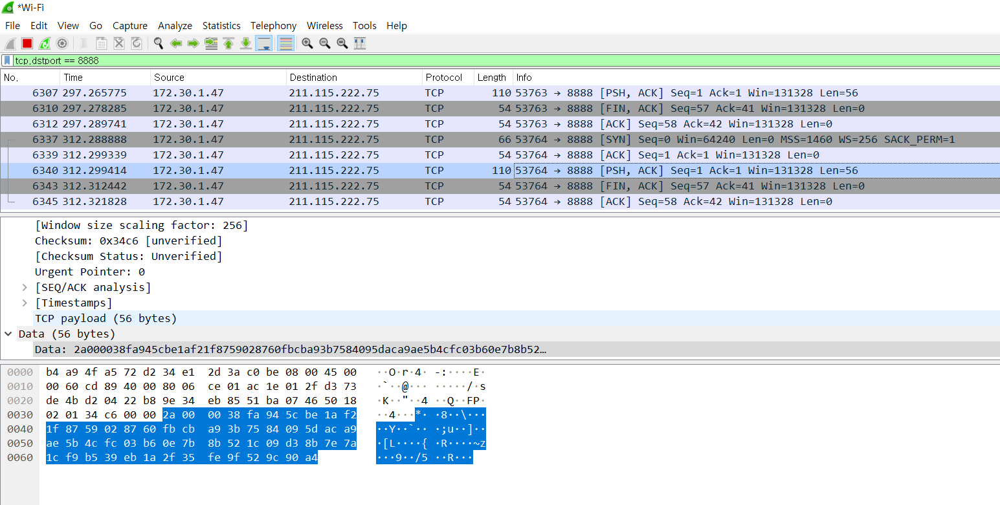 *Wi-Fi
File Edit View Go Capture Analyze Statistics Telephony Wireless Tools Help
tcp.dstport == 8888
No. Time Source Destination Protocol Length Info
6307 297.265775 172.30.1.47 211.115.222.75 TCP 110 53763 → 8888 [PSH, ACK] Seq=1 Ack=1 Win=131328 Len=56
6310 297.278285 172.30.1.47 211.115.222.75 TCP 54 53763 → 8888 [FIN, ACK] Seq=57 Ack=41 Win=131328 Len=0
6312 297.289741 172.30.1.47 211.115.222.75 TCP 54 53763 → 8888 [ACK] Seq=58 Ack=42 Win=131328 Len=0
6337 312.288888 172.30.1.47 211.115.222.75 TCP 66 53764 → 8888 [SYN] Seq=0 Win=64240 Len=0 MSS=1460 WS=256 SACK_PERM=1
6339 312.299339 172.30.1.47 211.115.222.75 TCP 54 53764 → 8888 [ACK] Seq=1 Ack=1 Win=131328 Len=0
6340 312.299414 172.30.1.47 211.115.222.75 TCP 110 53764 → 8888 [PSH, ACK] Seq=1 Ack=1 Win=131328 Len=56
6343 312.312442 172.30.1.47 211.115.222.75 TCP 54 53764 → 8888 [FIN, ACK] Seq=57 Ack=41 Win=131328 Len=0
6345 312.321828 172.30.1.47 211.115.222.75 TCP 54 53764 → 8888 [ACK] Seq=58 Ack=42 Win=131328 Len=0
[Window size scaling factor: 256]
Checksum: 0x34c6 [unverified]
[Checksum Status: Unverified]
Urgent Pointer: 0
[SEQ/ACK analysis]
[Timestamps]
TCP payload (56 bytes)
Data (56 bytes)
Data: 2a000038fa945cbe1af21f8759028760fbcba93b7584095daca9ae5b4cfc03b60e7b8b52…
0000 b4 a9 4f a5 72 d2 34 e1 2d 3a c0 be 08 00 45 00 ··O·r·4· -:····E·
0010 00 60 cd 89 40 00 80 06 ce 01 ac 1e 01 2f d3 73 ·`··@··· ·····/·s
0020 de 4b d2 04 22 b8 9e 34 eb 85 51 ba 07 46 50 18 ·K··"··4 ··Q··FP·
0030 02 01 34 c6 00 00 2a 00 00 38 fa 94 5c be 1a f2 ··4···*· ·8··\···
0040 1f 87 59 02 87 60 fb cb a9 3b 75 84 09 5d ac a9 ··Y··`·· ·;u··]··
0050 ae 5b 4c fc 03 b6 0e 7b 8b 52 1c 09 d3 8b 7e 7a ·[L····{ ·R····~z
0060 1c f9 b5 39 eb 1a 2f 35 fe 9f 52 9c 90 a4 ···9··/5 ··R···